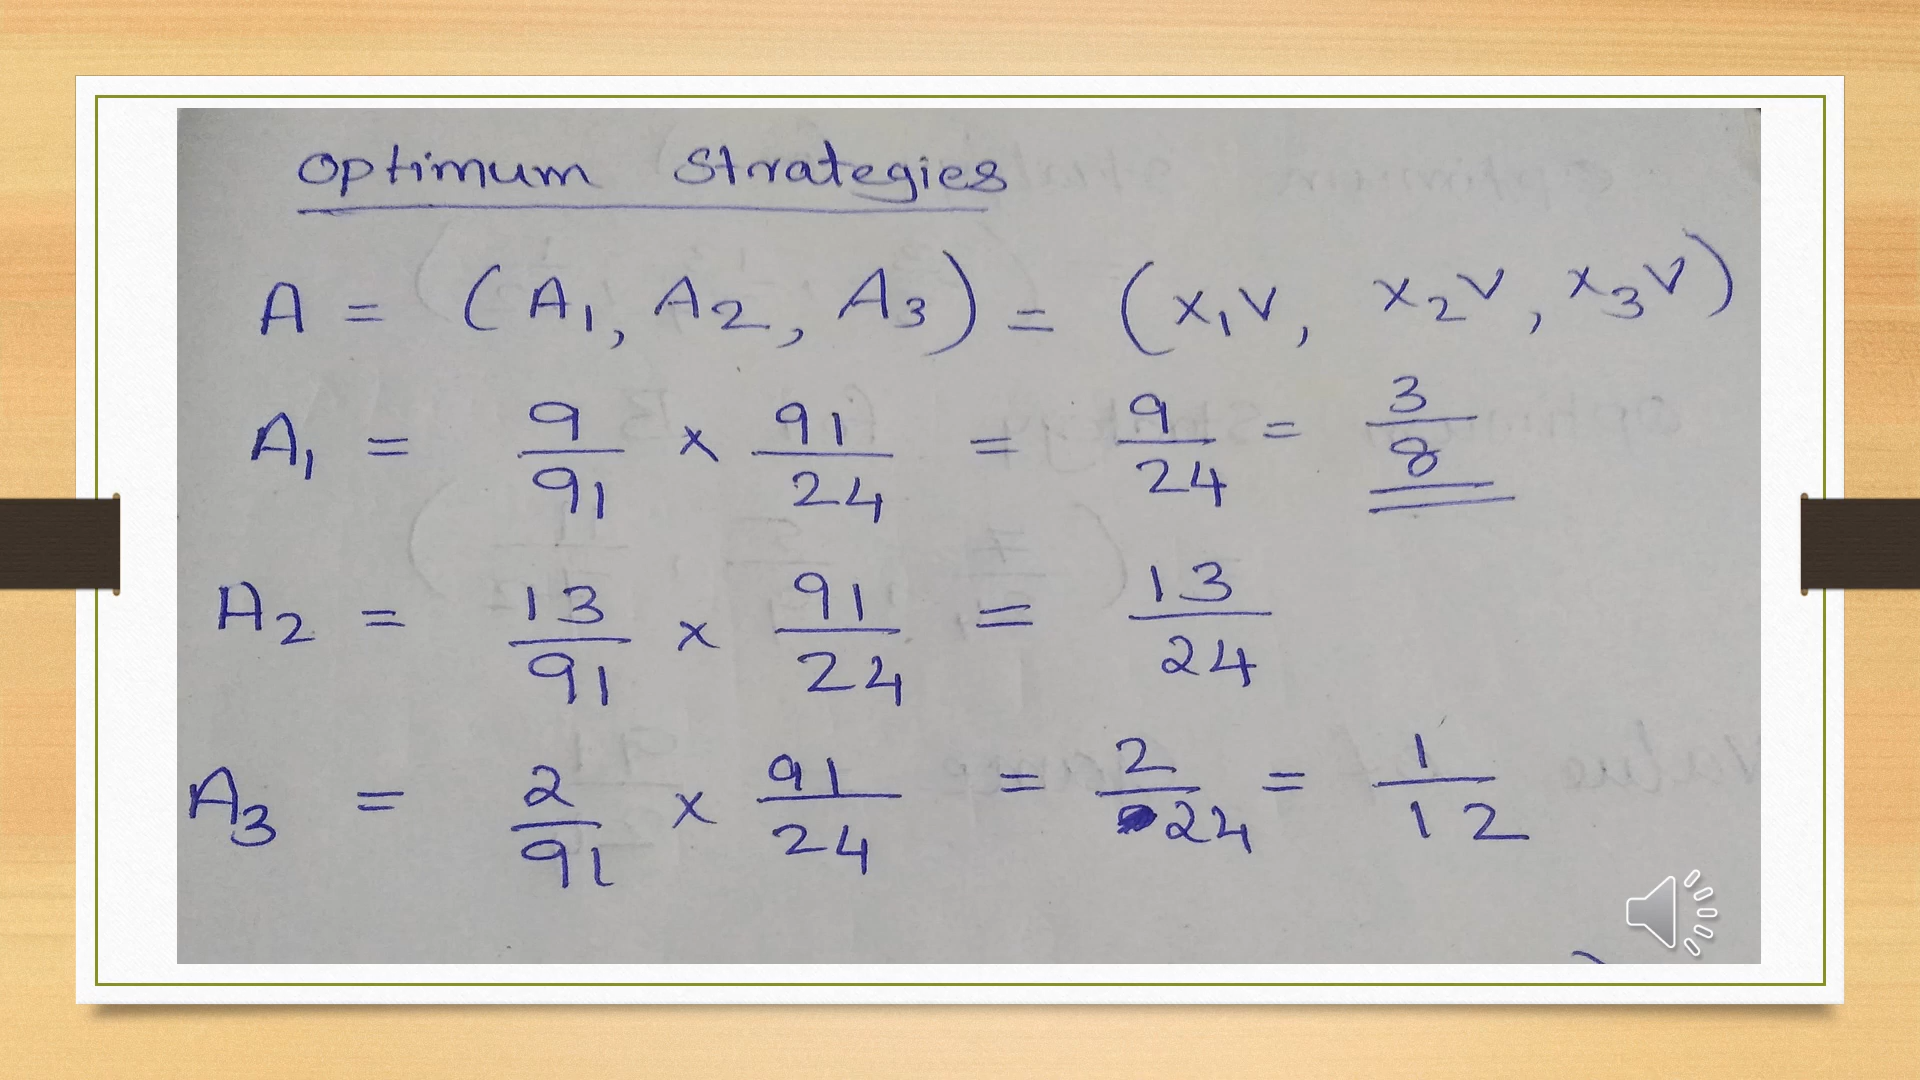 Optimum Strategies
A = (A₁, A₂, A₃) = (x₁v, x₂v, x₃v)
A₁ = 9/91 × 91/24 = 9/24 = 3/8
A₂ = 13/91 × 91/24 = 13/24
A₃ = 2/91 × 91/24 = 2/24 = 1/12